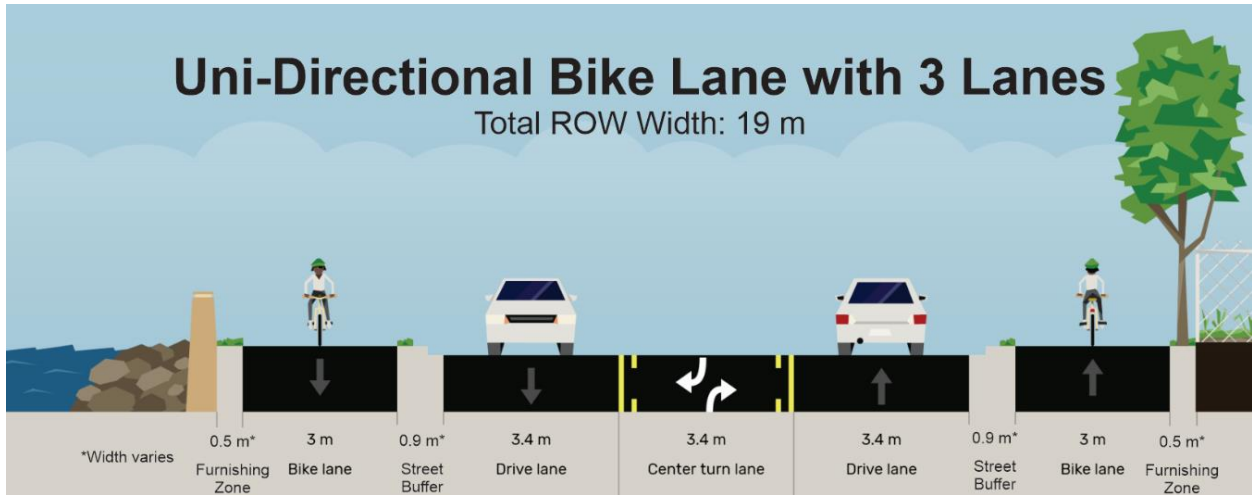 Uni-Directional Bike Lane with 3 Lanes
Total ROW Width: 19 m
*Width varies
0.5 m*
Furnishing
Zone
3 m
Bike lane
0.9 m*
Street
Buffer
3.4 m
Drive lane
3.4 m
Center turn lane
3.4 m
Drive lane
0.9 m*
Street
Buffer
3 m
Bike lane
0.5 m*
Furnishing
Zone